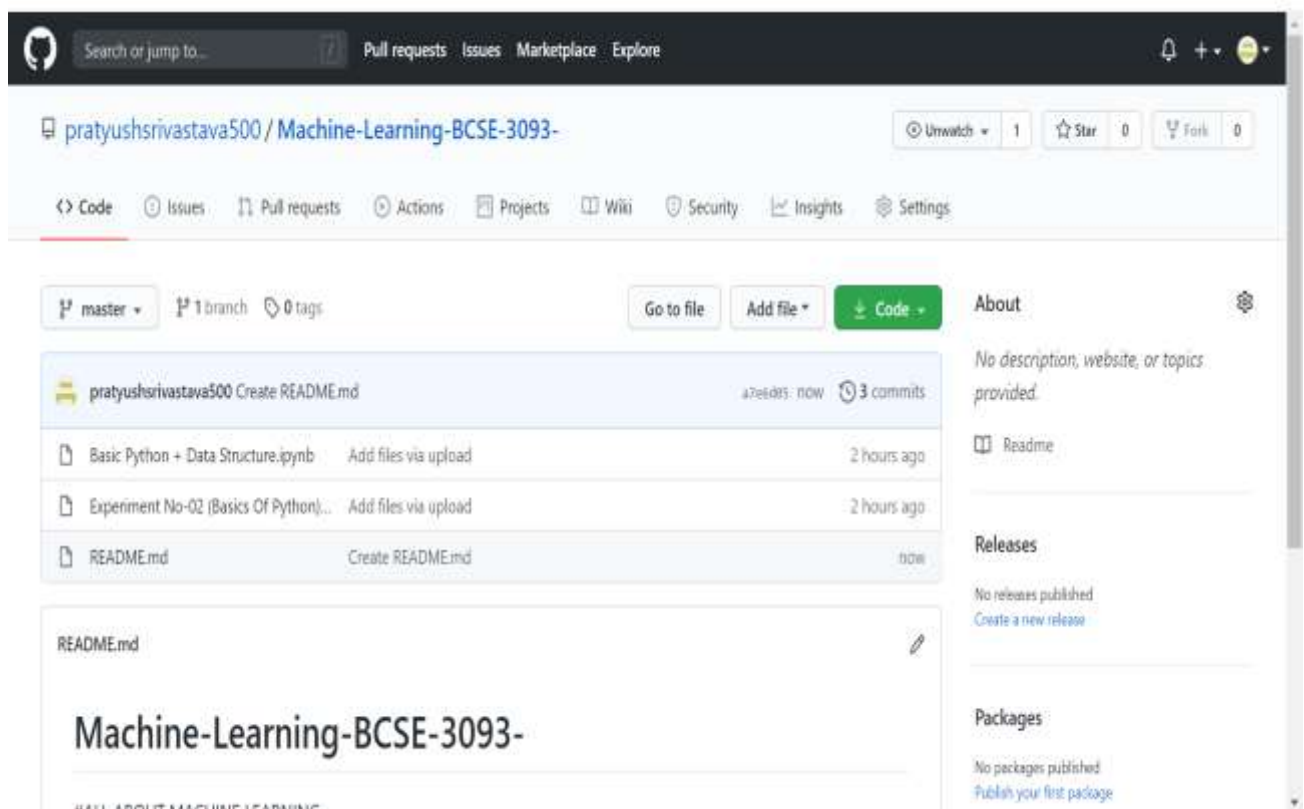 Search or jump to... /
Pull requests Issues Marketplace Explore
pratyushsrivastava500 / Machine-Learning-BCSE-3093-
Unwatch 1 Star 0 Fork 0
Code Issues Pull requests Actions Projects Wiki Security Insights Settings
master 1 branch 0 tags Go to file Add file Code
pratyushsrivastava500 Create README.md now 3 commits
Basic Python + Data Structure.ipynb Add files via upload 2 hours ago
Experiment No-02 (Basics Of Python)... Add files via upload 2 hours ago
README.md Create README.md now
README.md
Machine-Learning-BCSE-3093-
About
No description, website, or topics
provided.
Readme
Releases
No releases published
Create a new release
Packages
No packages published
Publish your first package